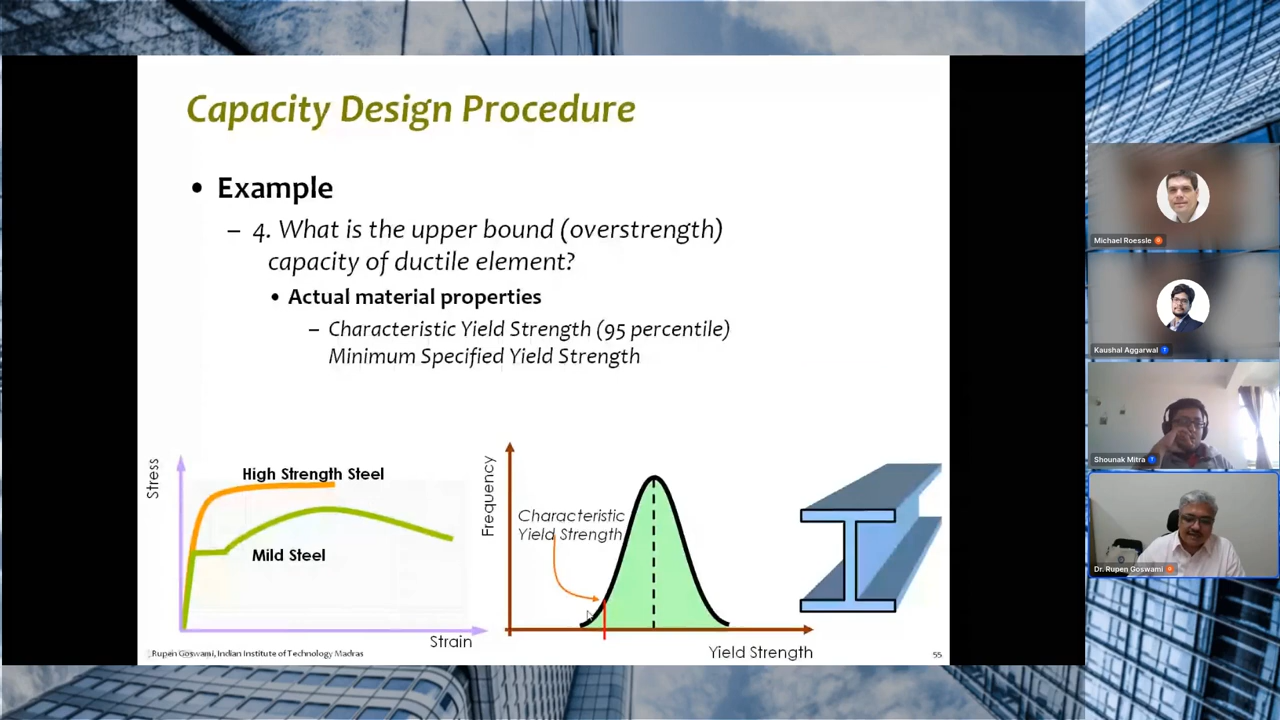 Capacity Design Procedure
• Example
– 4. What is the upper bound (overstrength)
capacity of ductile element?
• Actual material properties
– Characteristic Yield Strength (95 percentile)
Minimum Specified Yield Strength
Stress
High Strength Steel
Mild Steel
Strain
Frequency
Characteristic
Yield Strength
Yield Strength
Rupen Goswami, Indian Institute of Technology Madras
55
Michael Roessle
Kaushal Aggarwal
Shounak Mitra
Dr. Rupen Goswami